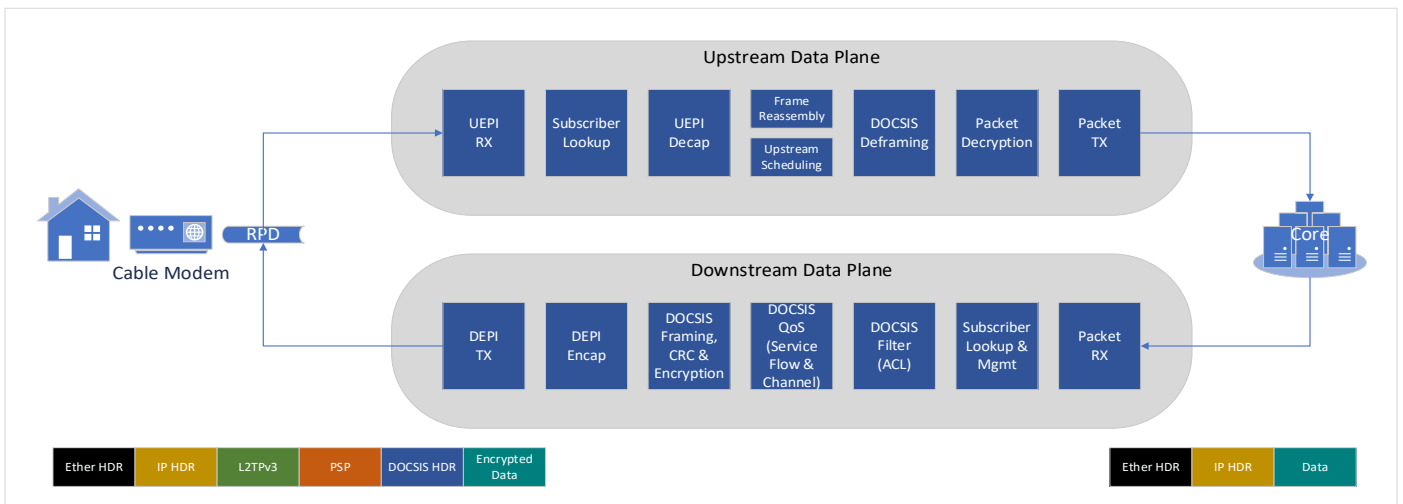 Upstream Data Plane
UEPI
RX
Subscriber
Lookup
UEPI
Decap
Frame
Reassembly
Upstream
Scheduling
DOCSIS
Deframing
Packet
Decryption
Packet
TX
RPD
Cable Modem
Core
Downstream Data Plane
DEPI
TX
DEPI
Encap
DOCSIS
Framing,
CRC &
Encryption
DOCSIS
QoS
(Service
Flow &
Channel)
DOCSIS
Filter
(ACL)
Subscriber
Lookup &
Mgmt
Packet
RX
Ether HDR
IP HDR
L2TPv3
PSP
DOCSIS HDR
Encrypted
Data
Ether HDR
IP HDR
Data